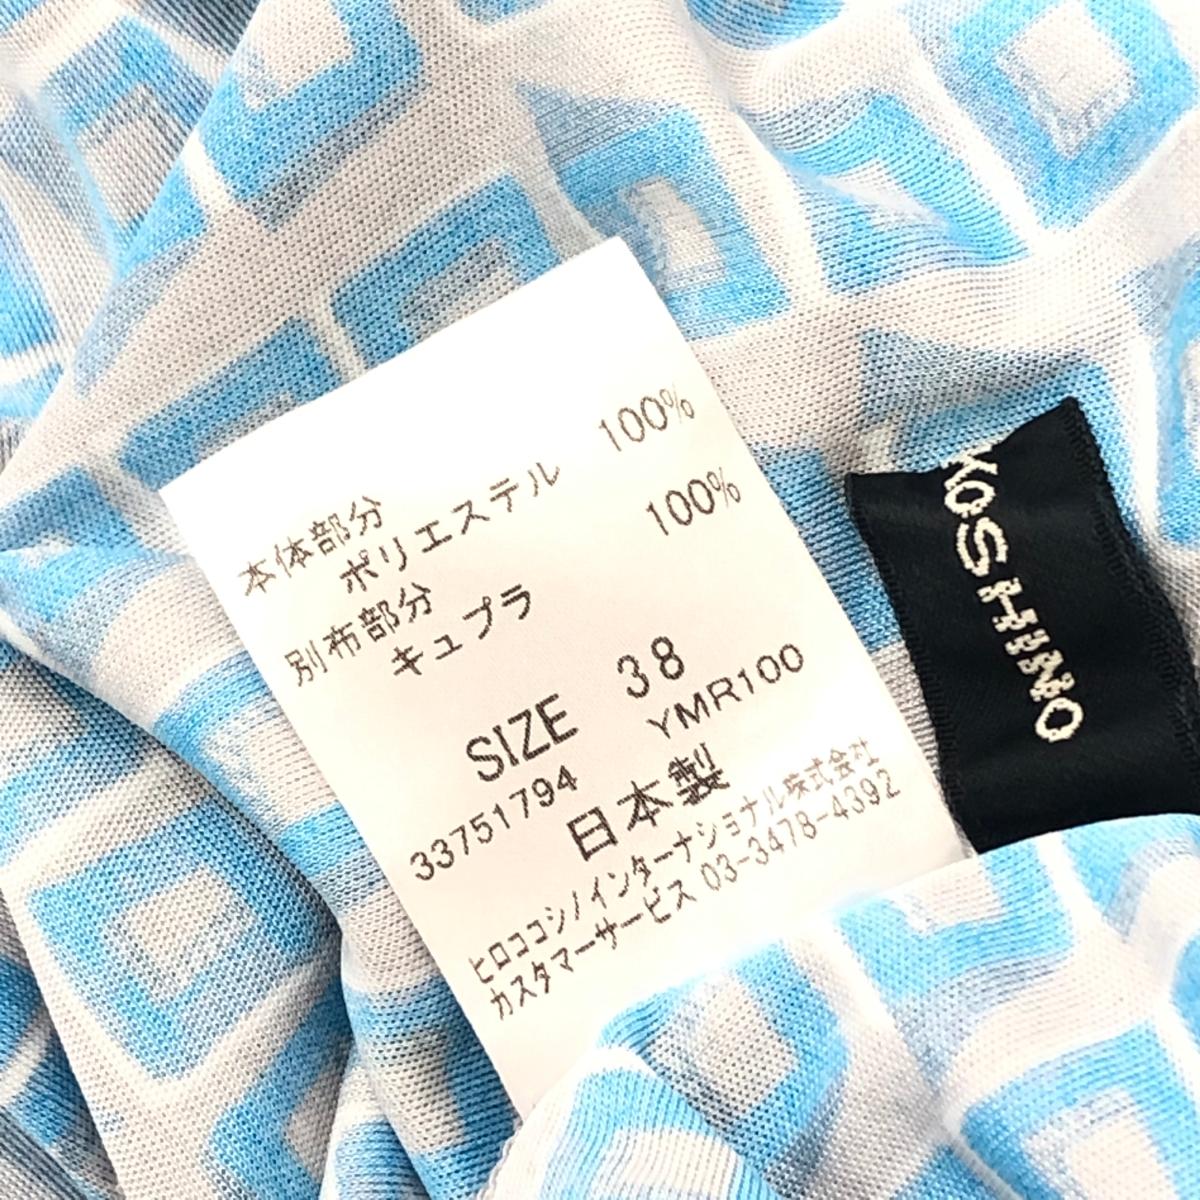 本体部分
ポリエステル 100%
別布部分
キュプラ 100%
SIZE 38
33751794 YMR100
日本製
ヒロココシノインターナショナル株式会社
カスタマーサービス 03-3478-4392
KOSHINO